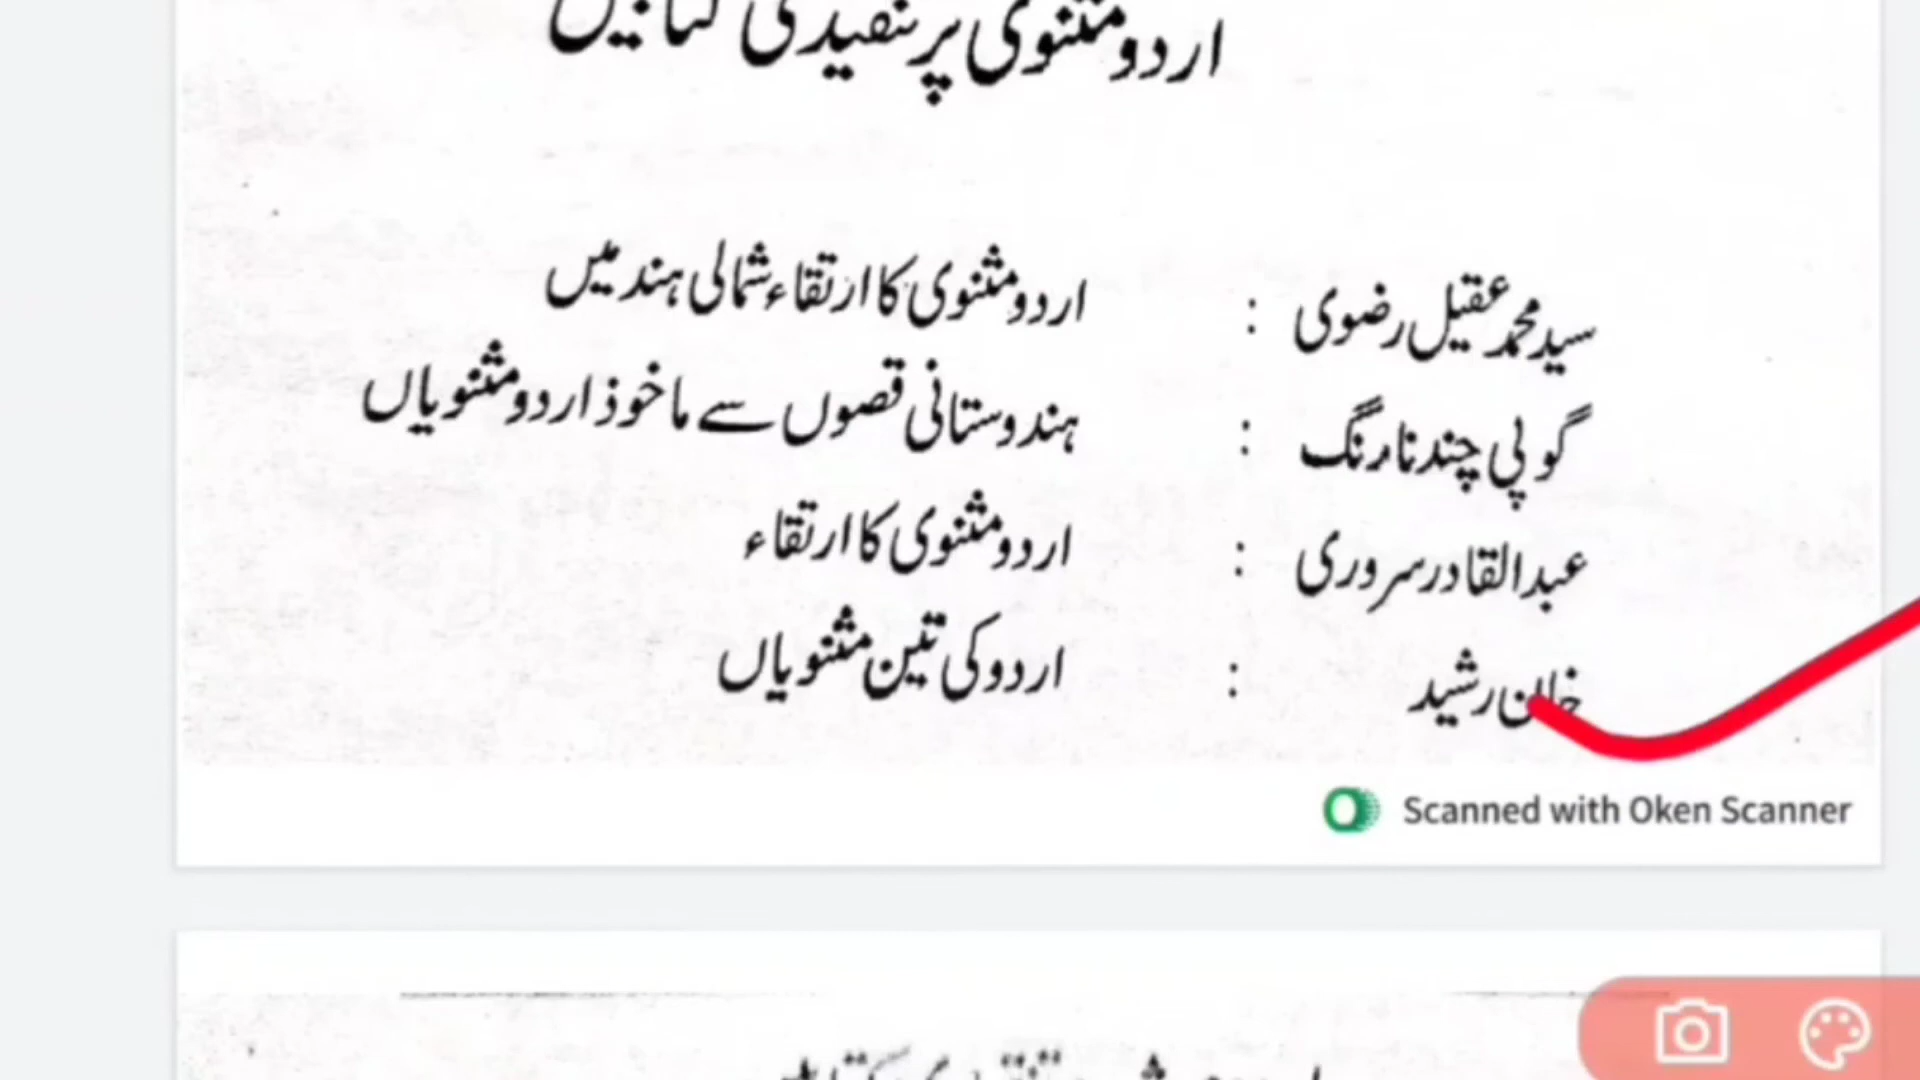 اردو مثنوی پر تنقیدی کتابیں
سید محمد عقیل رضوی : اردو مثنوی کا ارتقاء شمالی ہند میں
گوپی چند نارنگ : ہندوستانی قصوں سے ماخوذ اردو مثنویاں
عبدالقادر سروری : اردو مثنوی کا ارتقاء
خان رشید : اردو کی تین مثنویاں
Scanned with Oken Scanner